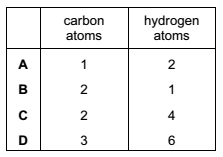 carbon hydrogen
atoms atoms
A 1 2
B 2 1
C 2 4
D 3 6